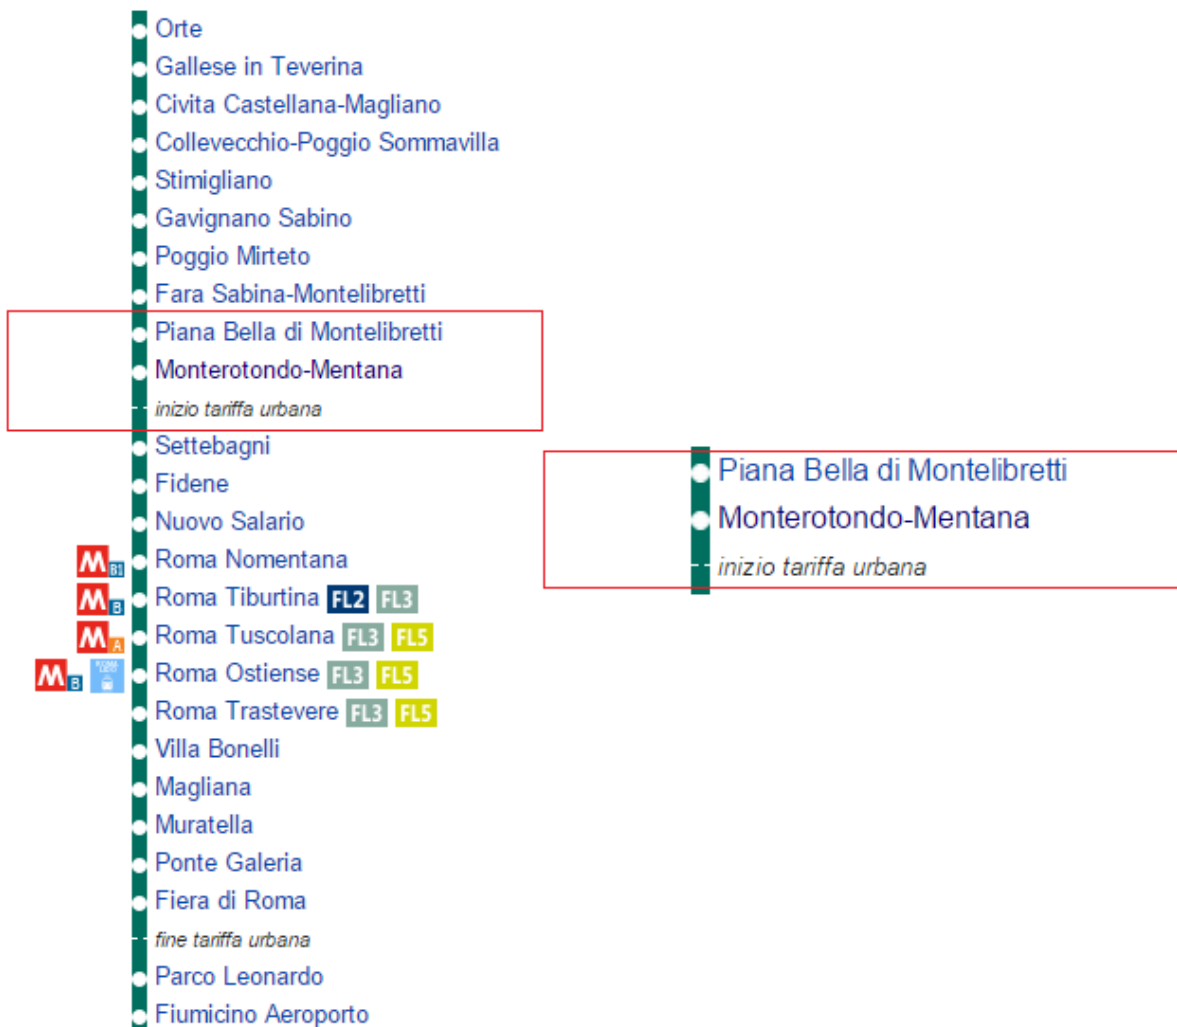 Orte
Gallese in Teverina
Civita Castellana-Magliano
Collevecchio-Poggio Sommavilla
Stimigliano
Gavignano Sabino
Poggio Mirteto
Fara Sabina-Montelibretti
Piana Bella di Montelibretti
Monterotondo-Mentana
inizio tariffa urbana
Settebagni
Fidene
Nuovo Salario
M B1 Roma Nomentana
M B Roma Tiburtina FL2 FL3
M A Roma Tuscolana FL3 FL5
M B Roma Ostiense FL3 FL5
Roma Trastevere FL3 FL5
Villa Bonelli
Magliana
Muratella
Ponte Galeria
Fiera di Roma
fine tariffa urbana
Parco Leonardo
Fiumicino Aeroporto
Piana Bella di Montelibretti
Monterotondo-Mentana
inizio tariffa urbana